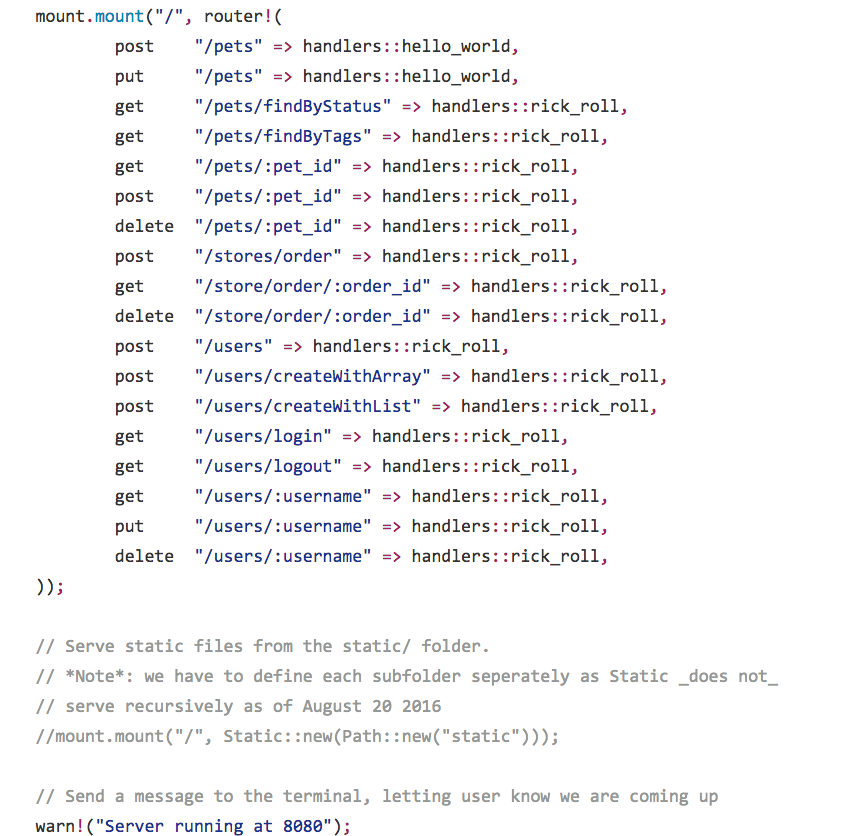 mount.mount("/", router!(
post "/pets" => handlers::hello_world,
put "/pets" => handlers::hello_world,
get "/pets/findByStatus" => handlers::rick_roll,
get "/pets/findByTags" => handlers::rick_roll,
get "/pets/:pet_id" => handlers::rick_roll,
post "/pets/:pet_id" => handlers::rick_roll,
delete "/pets/:pet_id" => handlers::rick_roll,
post "/stores/order" => handlers::rick_roll,
get "/store/order/:order_id" => handlers::rick_roll,
delete "/store/order/:order_id" => handlers::rick_roll,
post "/users" => handlers::rick_roll,
post "/users/createWithArray" => handlers::rick_roll,
post "/users/createWithList" => handlers::rick_roll,
get "/users/login" => handlers::rick_roll,
get "/users/logout" => handlers::rick_roll,
get "/users/:username" => handlers::rick_roll,
put "/users/:username" => handlers::rick_roll,
delete "/users/:username" => handlers::rick_roll,
));
// Serve static files from the static/ folder.
// *Note*: we have to define each subfolder seperately as Static _does not_
// serve recursively as of August 20 2016
//mount.mount("/", Static::new(Path::new("static")));
// Send a message to the terminal, letting user know we are coming up
warn!("Server running at 8080");